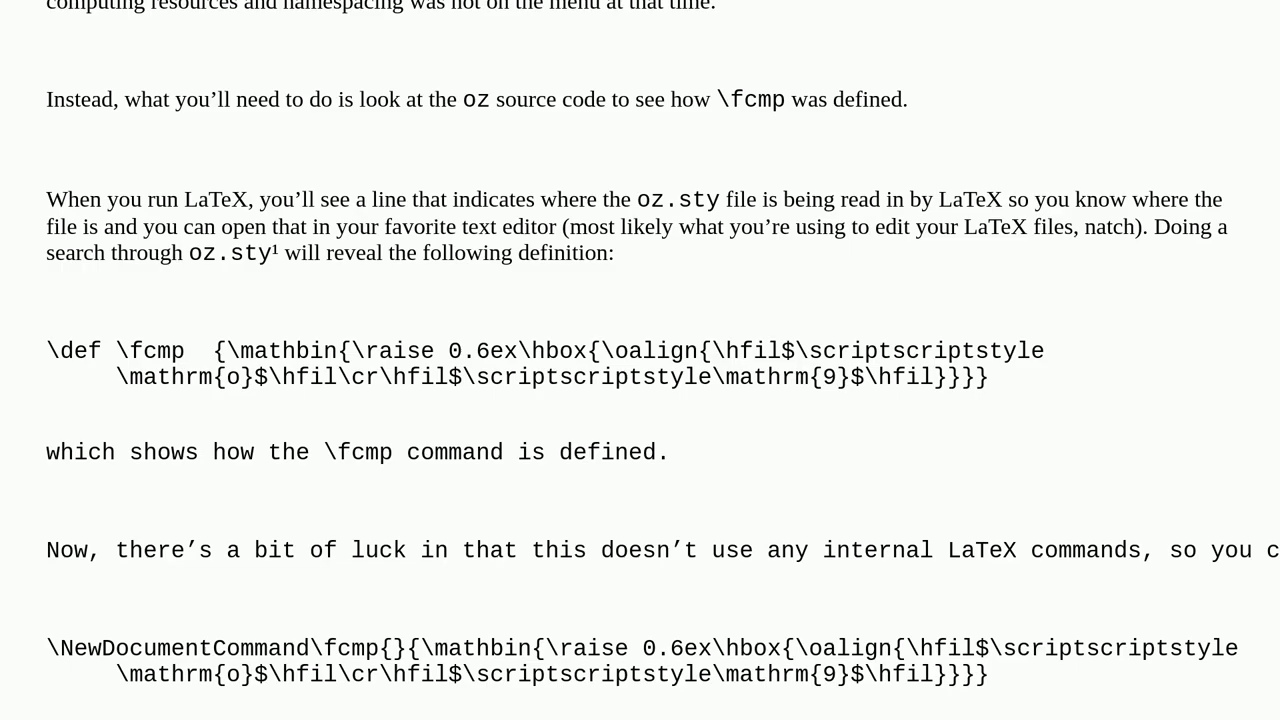 computing resources and namespacing was not on the menu at that time.
Instead, what you’ll need to do is look at the oz source code to see how \fcmp was defined.
When you run LaTeX, you’ll see a line that indicates where the oz.sty file is being read in by LaTeX so you know where the
file is and you can open that in your favorite text editor (most likely what you’re using to edit your LaTeX files, natch). Doing a
search through oz.sty¹ will reveal the following definition:
\def \fcmp  {\mathbin{\raise 0.6ex\hbox{\oalign{\hfil$\scriptscriptstyle
     \mathrm{o}$\hfil\cr\hfil$\scriptscriptstyle\mathrm{9}$\hfil}}}}
which shows how the \fcmp command is defined.
Now, there’s a bit of luck in that this doesn’t use any internal LaTeX commands, so you c
\NewDocumentCommand\fcmp{}{\mathbin{\raise 0.6ex\hbox{\oalign{\hfil$\scriptscriptstyle
     \mathrm{o}$\hfil\cr\hfil$\scriptscriptstyle\mathrm{9}$\hfil}}}}